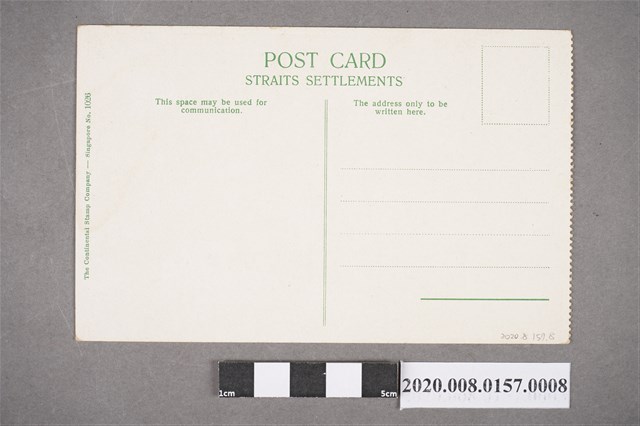 POST CARD
STRAITS SETTLEMENTS
This space may be used for
communication.
The address only to be
written here.
The Continental Stamp Company — Singapore No. 1026
1cm
5cm
2020.008.0157.0008